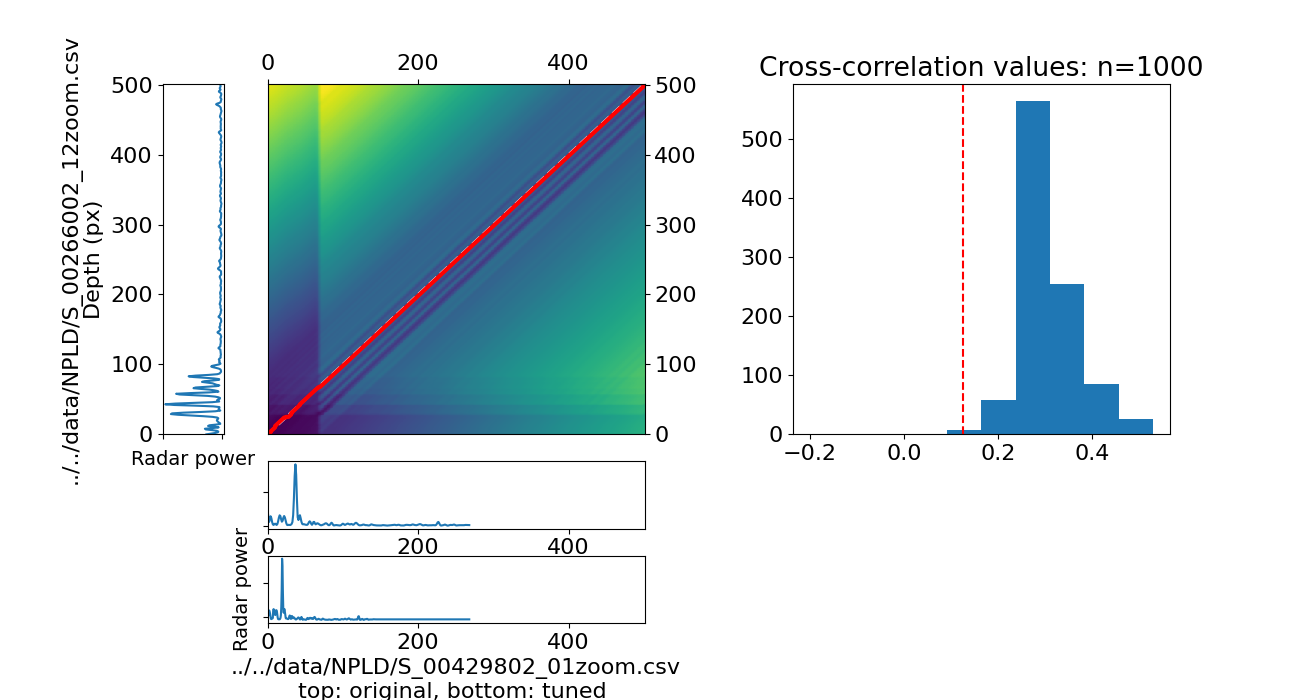 Cross-correlation values: n=1000
0 200 400
500 400 300 200 100 0
500 400 300 200 100 0
../../data/NPLD/S_00266002_12zoom.csv
Depth (px)
Radar power
500 400 300 200 100 0
−0.2 0.0 0.2 0.4
0 200 400
Radar power
0 200 400
../../data/NPLD/S_00429802_01zoom.csv
top: original, bottom: tuned